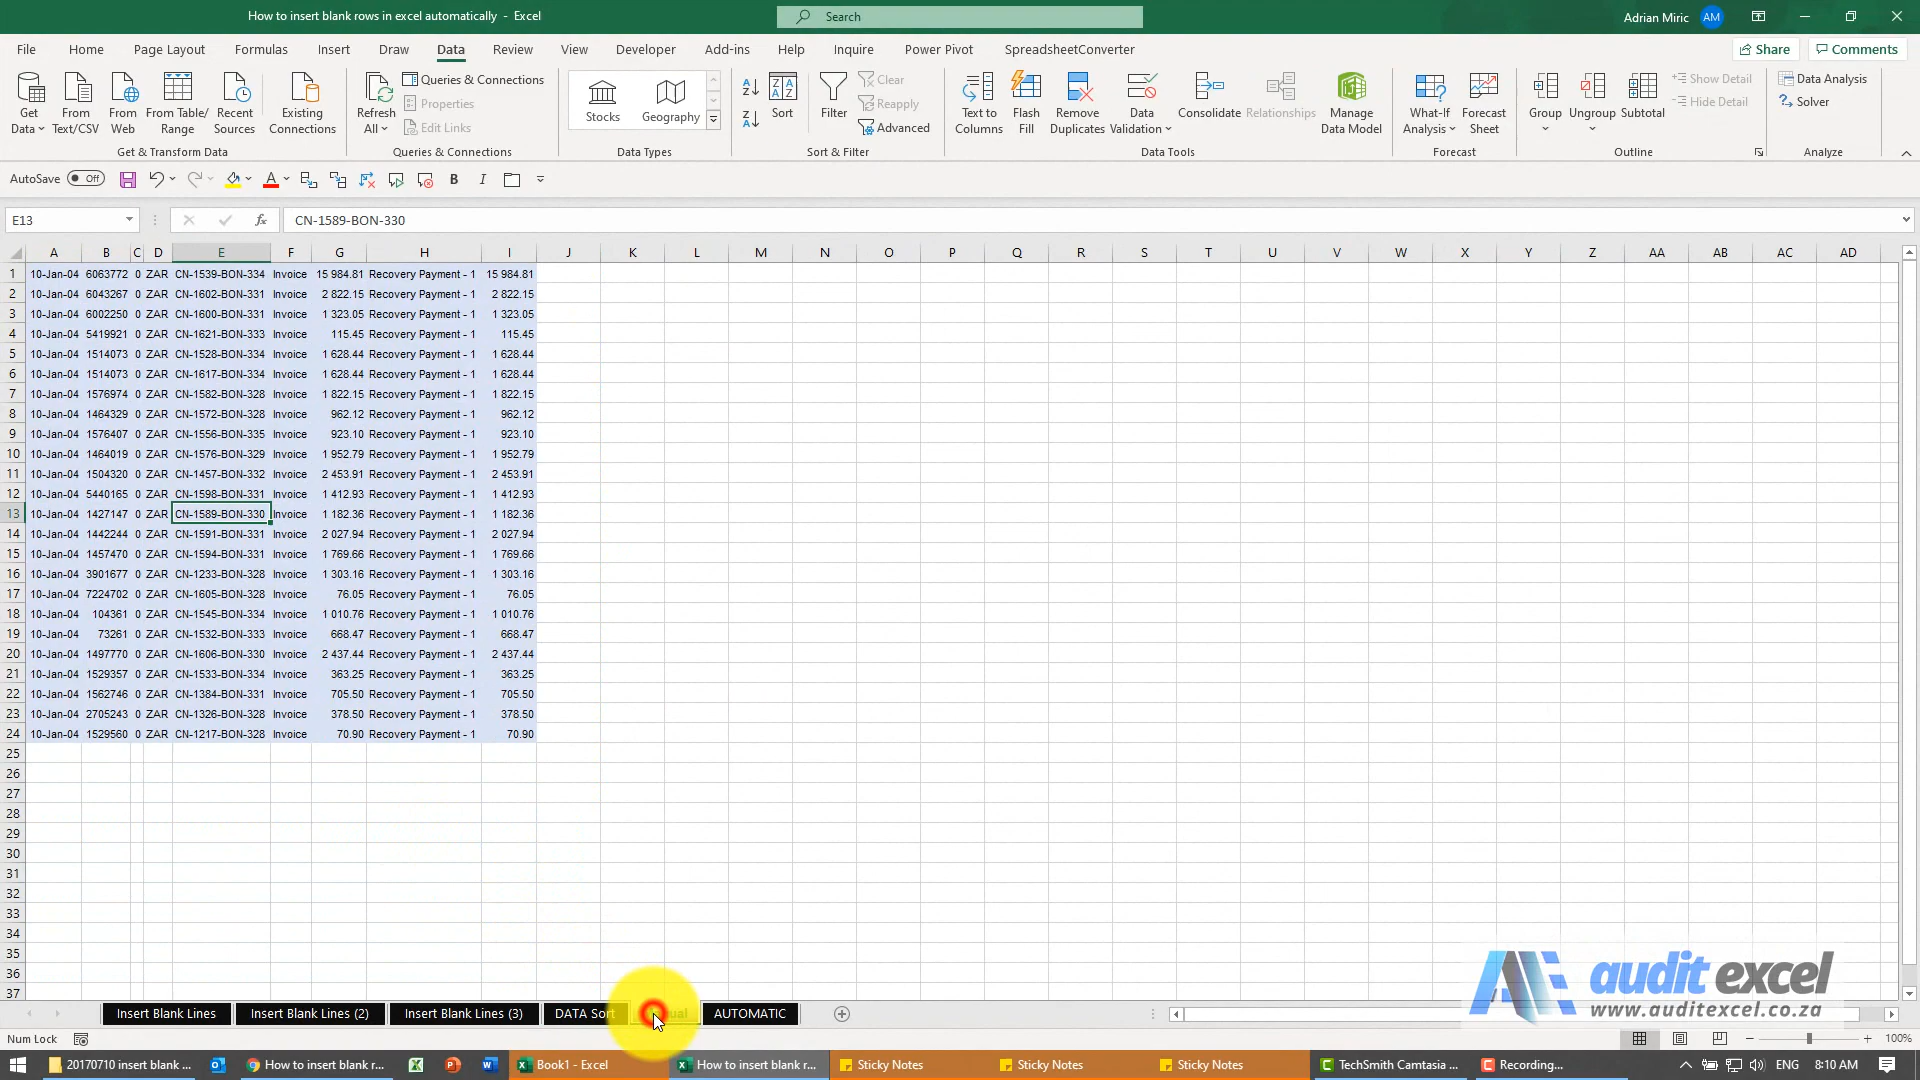 How to insert blank rows in excel automatically - Excel
Search
Adrian Miric AM
File Home Page Layout Formulas Insert Draw Data Review View Developer Add-ins Help Inquire Power Pivot SpreadsheetConverter Share Comments
Get Data From Text/CSV From Web From Table/ Range Recent Sources Existing Connections
Get & Transform Data
Refresh All Queries & Connections Properties Edit Links
Queries & Connections
Stocks Geography
Data Types
Sort Filter Clear Reapply Advanced
Sort & Filter
Text to Columns Flash Fill Remove Duplicates Data Validation Consolidate Relationships Manage Data Model
Data Tools
What-If Analysis Forecast Sheet
Forecast
Group Ungroup Subtotal Show Detail Hide Detail
Outline
Data Analysis Solver
Analyze
AutoSave Off B I
E13 fx CN-1589-BON-330
A B C D E F G H I J K L M N O P Q R S T U V W X Y Z AA AB AC AD
1 10-Jan-04 6063772 0 ZAR CN-1539-BON-334 Invoice 15 984.81 Recovery Payment - 1 15 984.81
2 10-Jan-04 6043267 0 ZAR CN-1602-BON-331 Invoice 2 822.15 Recovery Payment - 1 2 822.15
3 10-Jan-04 6002250 0 ZAR CN-1600-BON-331 Invoice 1 323.05 Recovery Payment - 1 1 323.05
4 10-Jan-04 5419921 0 ZAR CN-1621-BON-333 Invoice 115.45 Recovery Payment - 1 115.45
5 10-Jan-04 1514073 0 ZAR CN-1528-BON-334 Invoice 1 628.44 Recovery Payment - 1 1 628.44
6 10-Jan-04 1514073 0 ZAR CN-1617-BON-334 Invoice 1 628.44 Recovery Payment - 1 1 628.44
7 10-Jan-04 1576974 0 ZAR CN-1582-BON-328 Invoice 1 822.15 Recovery Payment - 1 1 822.15
8 10-Jan-04 1464329 0 ZAR CN-1572-BON-328 Invoice 962.12 Recovery Payment - 1 962.12
9 10-Jan-04 1576407 0 ZAR CN-1556-BON-335 Invoice 923.10 Recovery Payment - 1 923.10
10 10-Jan-04 1464019 0 ZAR CN-1576-BON-329 Invoice 1 952.79 Recovery Payment - 1 1 952.79
11 10-Jan-04 1504320 0 ZAR CN-1457-BON-332 Invoice 2 453.91 Recovery Payment - 1 2 453.91
12 10-Jan-04 5440165 0 ZAR CN-1598-BON-331 Invoice 1 412.93 Recovery Payment - 1 1 412.93
13 10-Jan-04 1427147 0 ZAR CN-1589-BON-330 Invoice 1 182.36 Recovery Payment - 1 1 182.36
14 10-Jan-04 1442244 0 ZAR CN-1591-BON-331 Invoice 2 027.94 Recovery Payment - 1 2 027.94
15 10-Jan-04 1457470 0 ZAR CN-1594-BON-331 Invoice 1 769.66 Recovery Payment - 1 1 769.66
16 10-Jan-04 3901677 0 ZAR CN-1233-BON-328 Invoice 1 303.16 Recovery Payment - 1 1 303.16
17 10-Jan-04 7224702 0 ZAR CN-1605-BON-328 Invoice 76.05 Recovery Payment - 1 76.05
18 10-Jan-04 104361 0 ZAR CN-1545-BON-334 Invoice 1 010.76 Recovery Payment - 1 1 010.76
19 10-Jan-04 73261 0 ZAR CN-1532-BON-333 Invoice 668.47 Recovery Payment - 1 668.47
20 10-Jan-04 1497770 0 ZAR CN-1606-BON-330 Invoice 2 437.44 Recovery Payment - 1 2 437.44
21 10-Jan-04 1529357 0 ZAR CN-1533-BON-334 Invoice 363.25 Recovery Payment - 1 363.25
22 10-Jan-04 1562746 0 ZAR CN-1384-BON-331 Invoice 705.50 Recovery Payment - 1 705.50
23 10-Jan-04 2705243 0 ZAR CN-1326-BON-328 Invoice 378.50 Recovery Payment - 1 378.50
24 10-Jan-04 1529560 0 ZAR CN-1217-BON-328 Invoice 70.90 Recovery Payment - 1 70.90
25
26
27
28
29
30
31
32
33
34
35
36
37
audit excel
www.auditexcel.co.za
Insert Blank Lines Insert Blank Lines (2) Insert Blank Lines (3) DATA Sort AUTOMATIC
Num Lock 100%
20170710 insert blank ... How to insert blank r... Book1 - Excel How to insert blank r... Sticky Notes Sticky Notes Sticky Notes TechSmith Camtasia ... Recording... ENG 8:10 AM